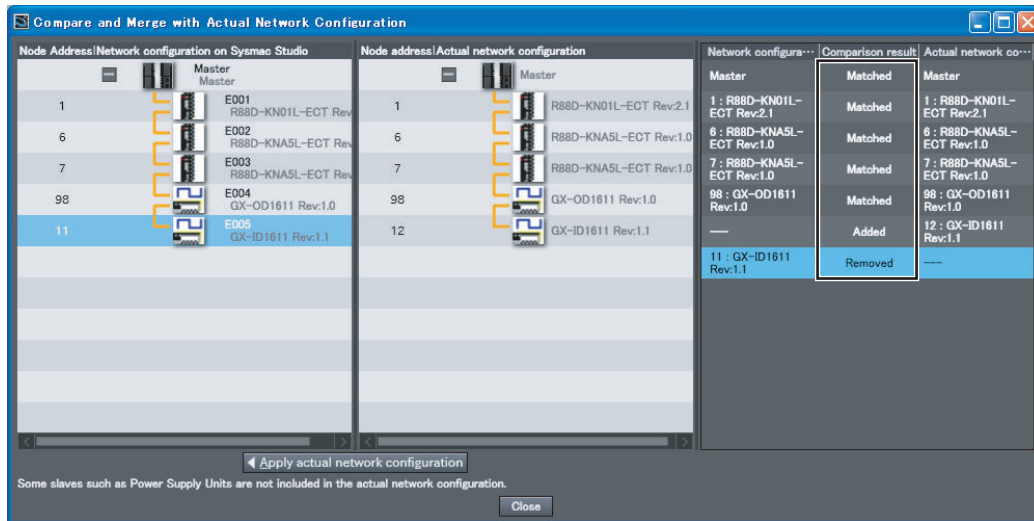 Compare and Merge with Actual Network Configuration
Node Address|Network configuration on Sysmac Studio
Master
Master
1
E001
R88D-KN01L-ECT Rev
6
E002
R88D-KNA5L-ECT Rev
7
E003
R88D-KNA5L-ECT Rev
98
E004
GX-OD1611 Rev:1.0
11
E005
GX-ID1611 Rev:1.1
Node address|Actual network configuration
Master
1
R88D-KN01L-ECT Rev:2.1
6
R88D-KNA5L-ECT Rev:1.0
7
R88D-KNA5L-ECT Rev:1.0
98
GX-OD1611 Rev:1.0
12
GX-ID1611 Rev:1.1
Network configura··· Comparison result Actual network co···
Master Matched Master
1 : R88D-KN01L-
ECT Rev:2.1
Matched
1 : R88D-KN01L-
ECT Rev:2.1
6 : R88D-KNA5L-
ECT Rev:1.0
Matched
6 : R88D-KNA5L-
ECT Rev:1.0
7 : R88D-KNA5L-
ECT Rev:1.0
Matched
7 : R88D-KNA5L-
ECT Rev:1.0
98 : GX-OD1611
Rev:1.0
Matched
98 : GX-OD1611
Rev:1.0
---
Added
12 : GX-ID1611
Rev:1.1
11 : GX-ID1611
Rev:1.1
Removed
---
Apply actual network configuration
Some slaves such as Power Supply Units are not included in the actual network configuration.
Close